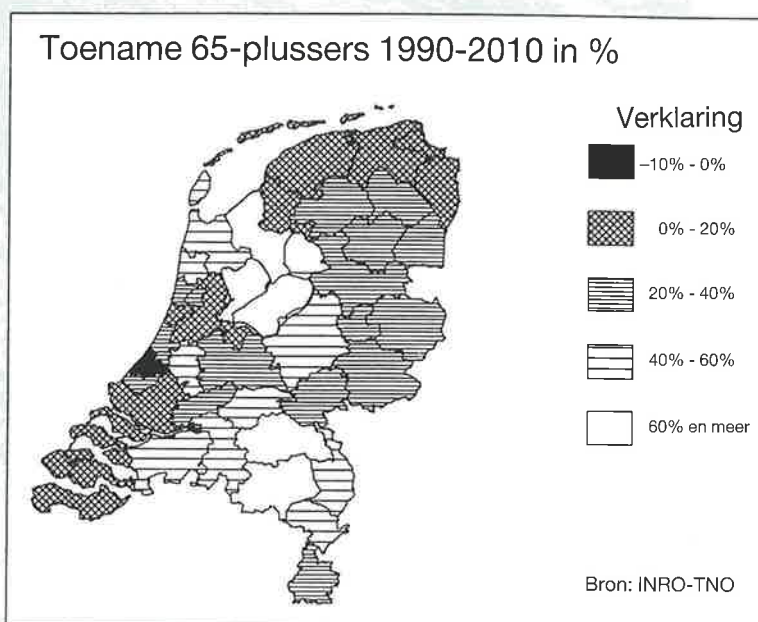 Toename 65-plussers 1990-2010 in %
Verklaring
–10% - 0%
0% - 20%
20% - 40%
40% - 60%
60% en meer
Bron: INRO-TNO